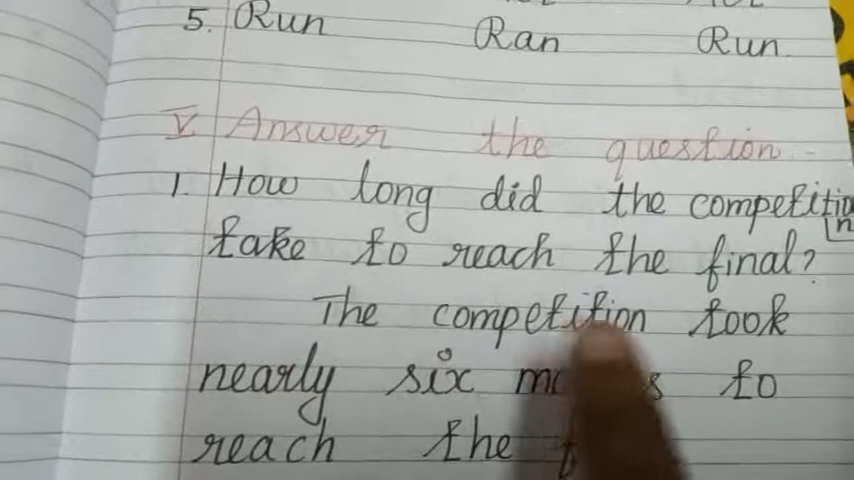 5. Run Ran Run
V. Answer the question
1. How long did the competition
take to reach the final?
The competition took
nearly six to
reach the